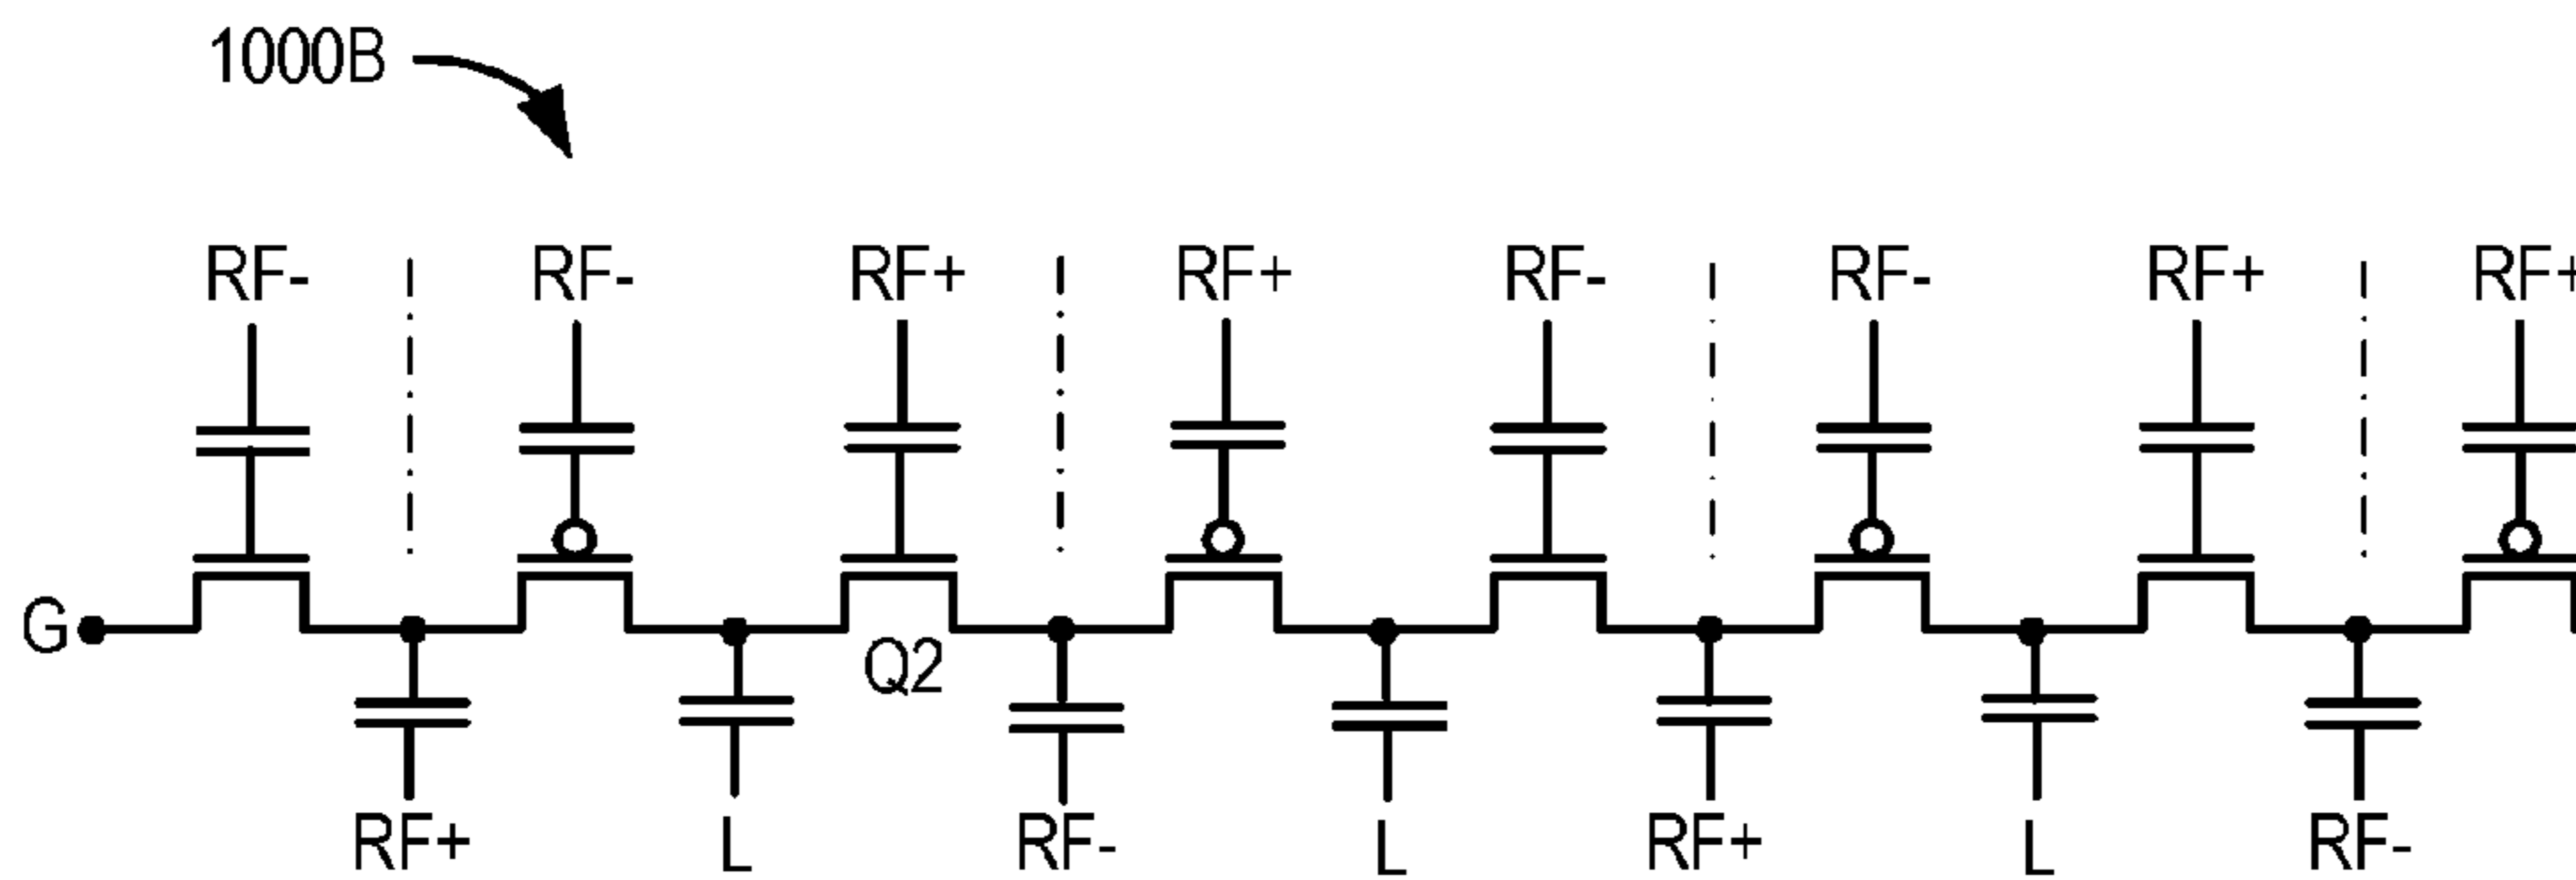 1000B
RF- RF- RF+ RF+ RF- RF- RF+ RF+
G
Q2
RF+ L RF- L RF+ L RF-